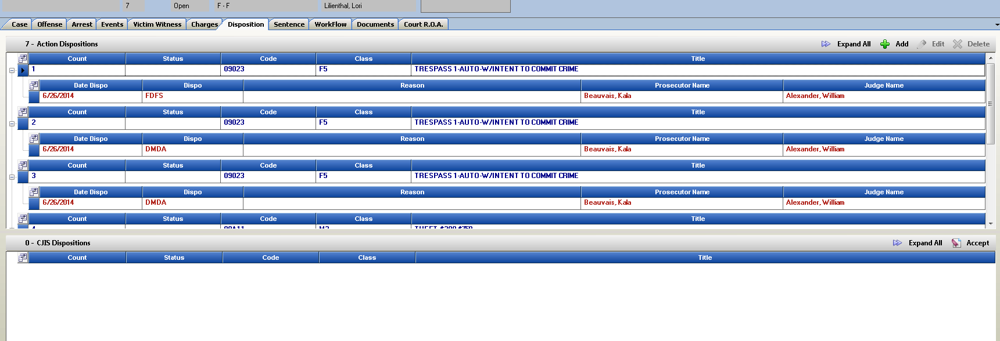 7 Open F - F Lilienthal, Lori
Case Offense Arrest Events Victim Witness Charges Disposition Sentence WorkFlow Documents Court R.O.A.
7 - Action Dispositions Expand All Add Edit Delete
Count Status Code Class Title
1 09023 F5 TRESPASS 1-AUTO-W/INTENT TO COMMIT CRIME
Date Dispo Dispo Reason Prosecutor Name Judge Name
6/26/2014 FDFS Beauvais, Kala Alexander, William
Count Status Code Class Title
2 09023 F5 TRESPASS 1-AUTO-W/INTENT TO COMMIT CRIME
Date Dispo Dispo Reason Prosecutor Name Judge Name
6/26/2014 DMDA Beauvais, Kala Alexander, William
Count Status Code Class Title
3 09023 F5 TRESPASS 1-AUTO-W/INTENT TO COMMIT CRIME
Date Dispo Dispo Reason Prosecutor Name Judge Name
6/26/2014 DMDA Beauvais, Kala Alexander, William
Count Status Code Class Title
0 - CJIS Dispositions Expand All Accept
Count Status Code Class Title